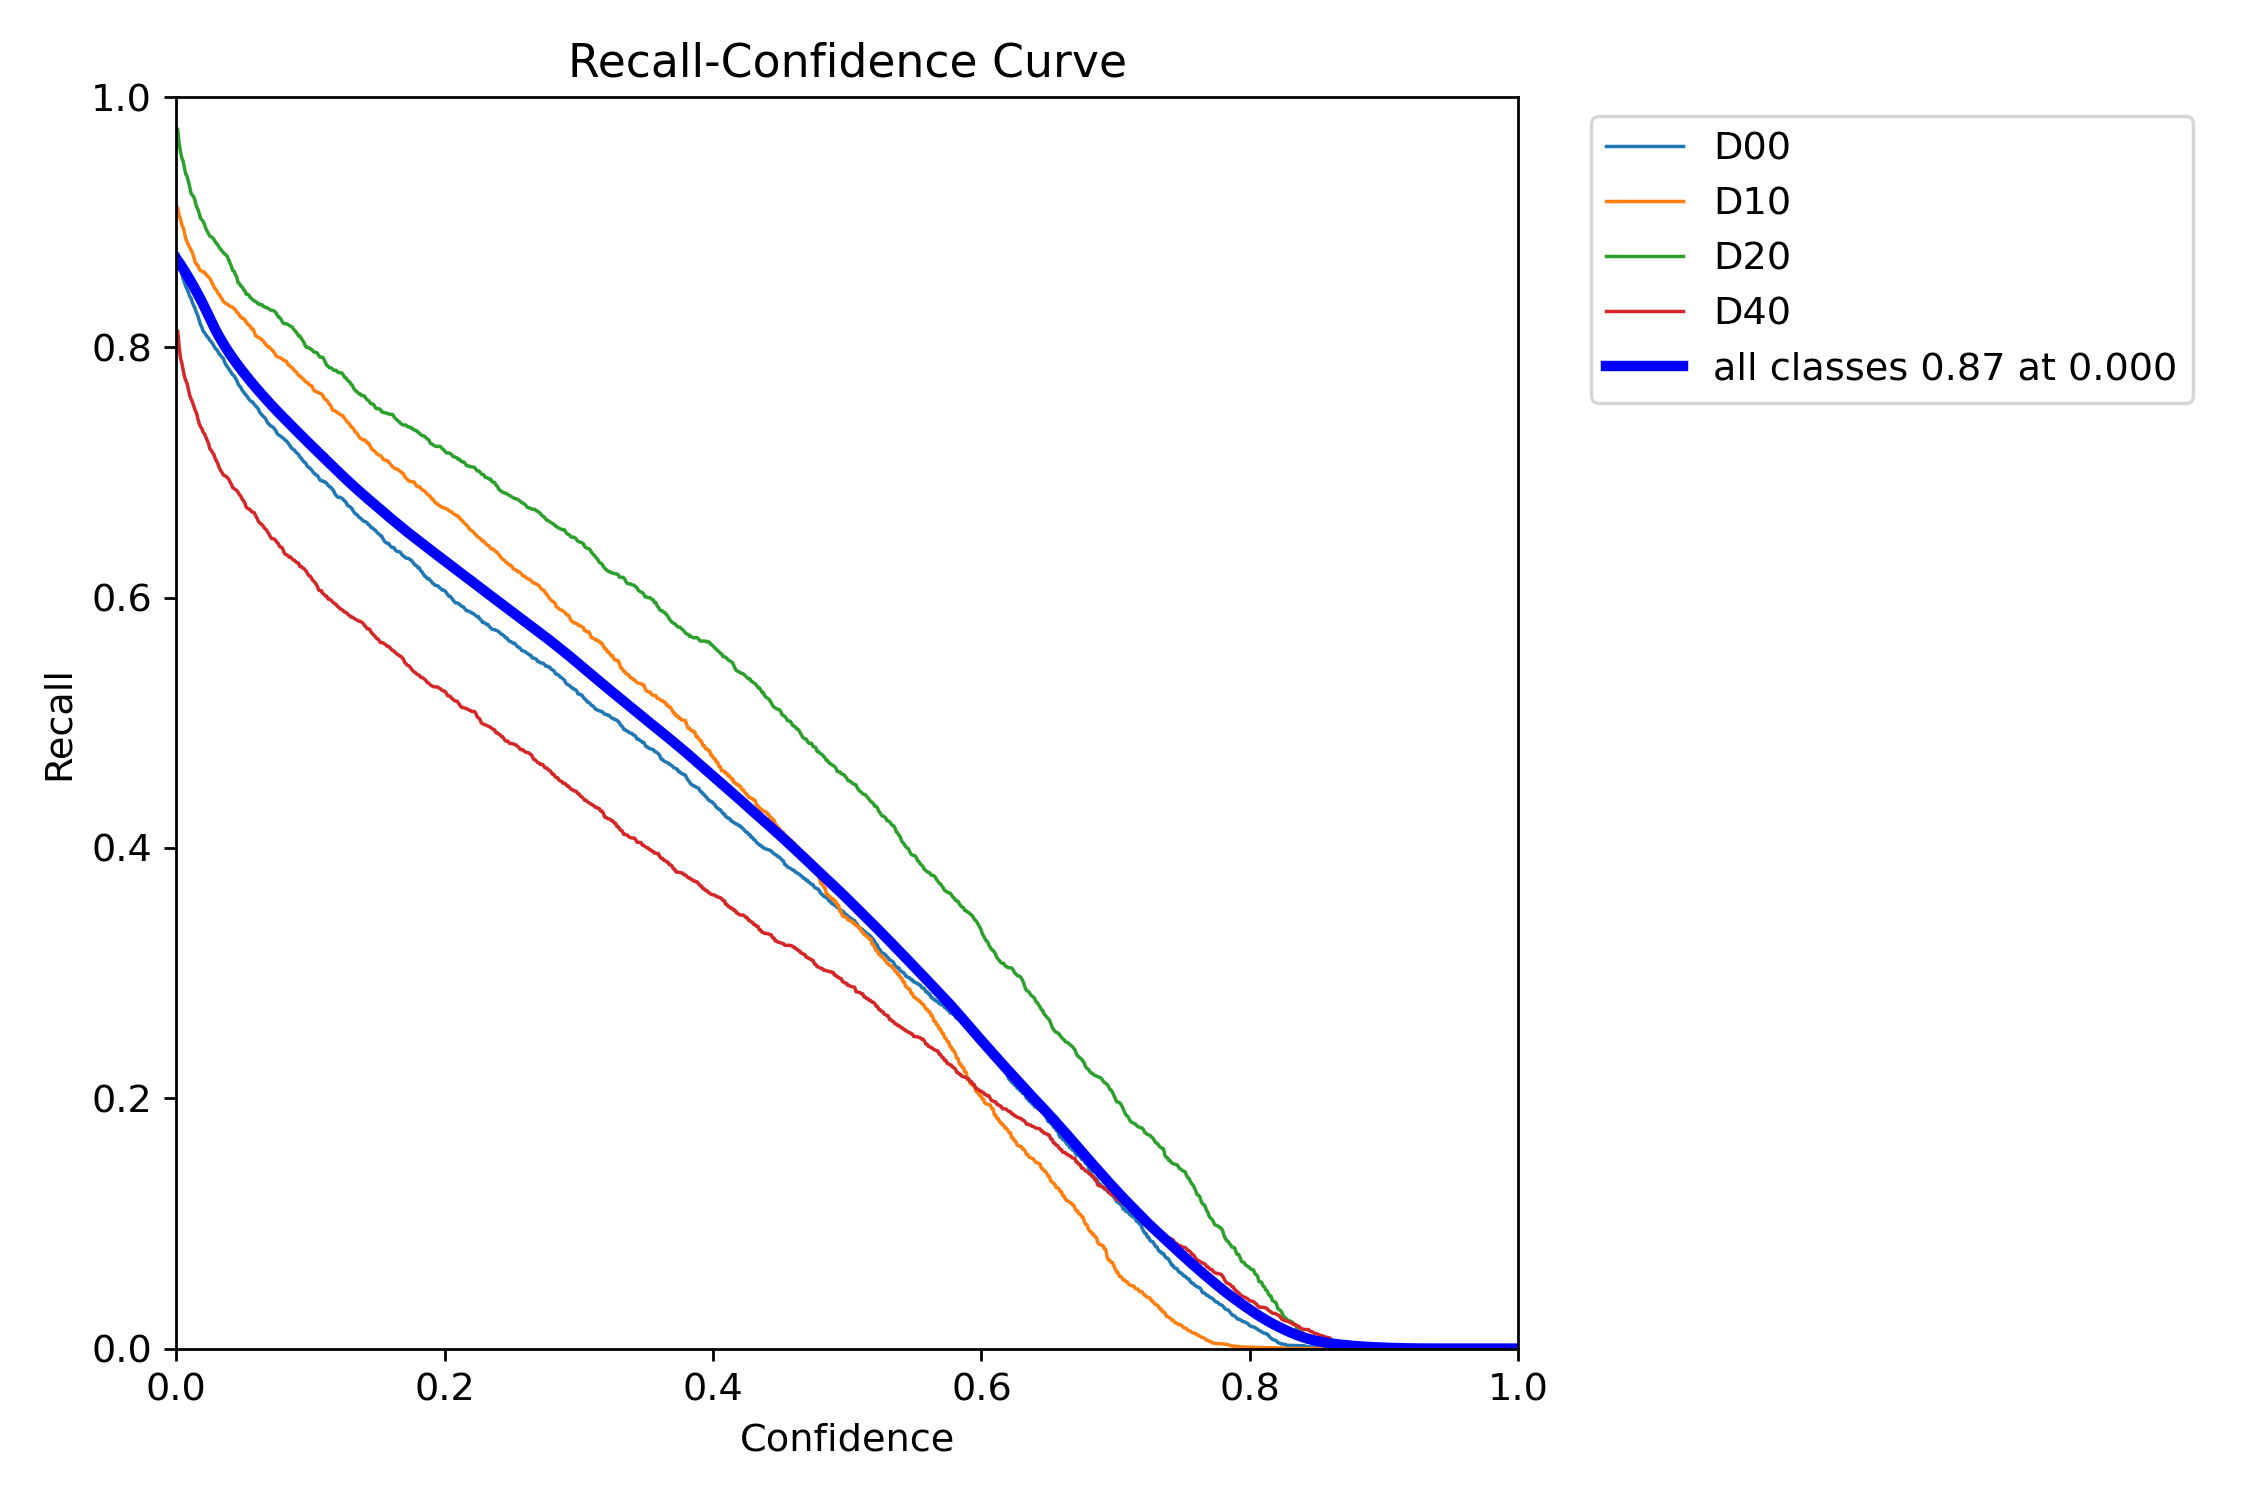 Recall-Confidence Curve
1.0
0.8
0.6
0.4
0.2
0.0
Recall
0.0 0.2 0.4 0.6 0.8 1.0
Confidence
D00
D10
D20
D40
all classes 0.87 at 0.000